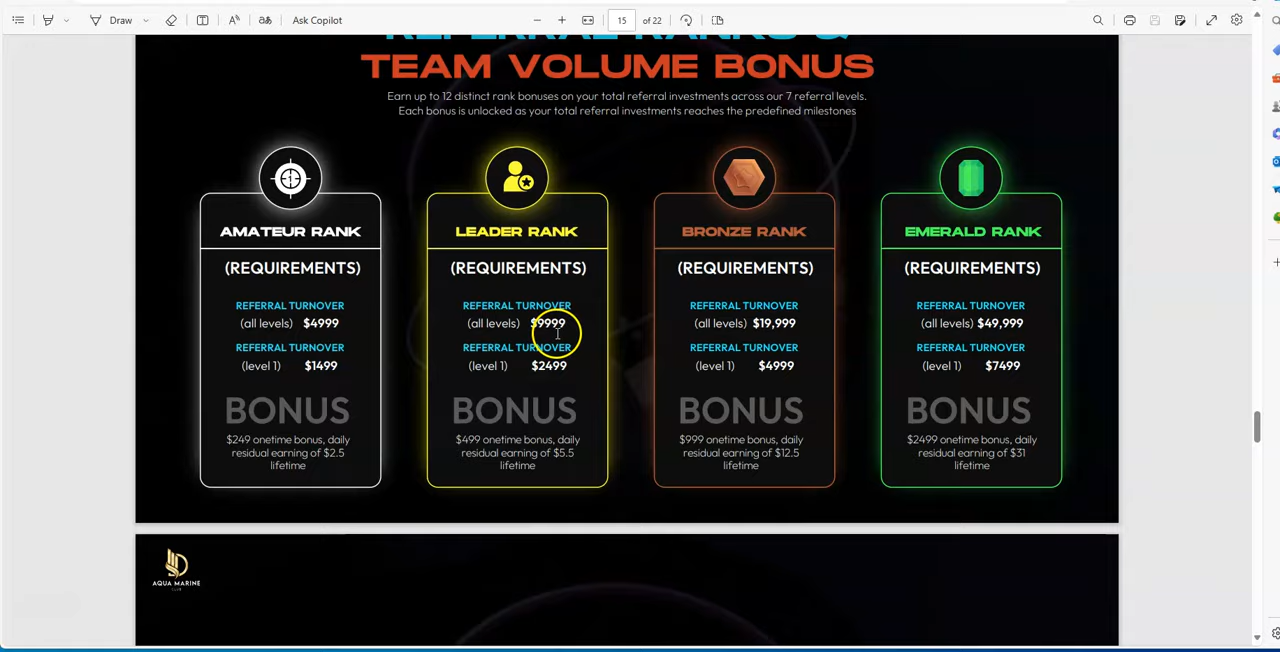 Draw
Ask Copilot
15 of 22
REFERRAL RANKS &
TEAM VOLUME BONUS
Earn up to 12 distinct rank bonuses on your total referral investments across our 7 referral levels.
Each bonus is unlocked as your total referral investments reaches the predefined milestones
AMATEUR RANK
(REQUIREMENTS)
REFERRAL TURNOVER
(all levels) $4999
REFERRAL TURNOVER
(level 1) $1499
BONUS
$249 onetime bonus, daily
residual earning of $2.5
lifetime
LEADER RANK
(REQUIREMENTS)
REFERRAL TURNOVER
(all levels) $9999
REFERRAL TURNOVER
(level 1) $2499
BONUS
$499 onetime bonus, daily
residual earning of $5.5
lifetime
BRONZE RANK
(REQUIREMENTS)
REFERRAL TURNOVER
(all levels) $19,999
REFERRAL TURNOVER
(level 1) $4999
BONUS
$999 onetime bonus, daily
residual earning of $12.5
lifetime
EMERALD RANK
(REQUIREMENTS)
REFERRAL TURNOVER
(all levels) $49,999
REFERRAL TURNOVER
(level 1) $7499
BONUS
$2499 onetime bonus, daily
residual earning of $31
lifetime
AQUA MARINE